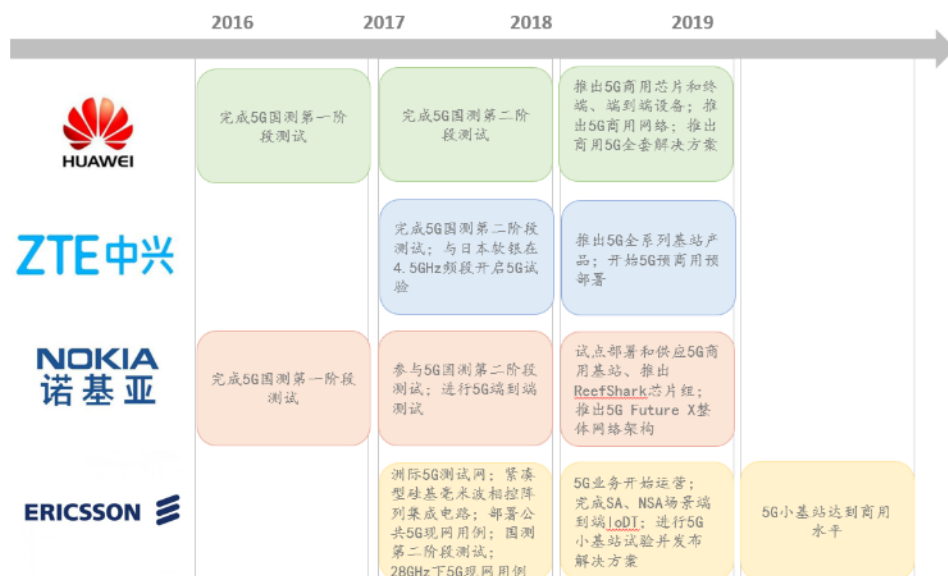 2016 2017 2018 2019
完成5G国测第一阶
段测试
完成5G国测第二阶
段测试
推出5G商用芯片和终
端、端到端设备；推
出5G商用网络；推出
商用5G全套解决方案
HUAWEI
ZTE中兴
完成5G国测第二阶段
测试；与日本软银在
4.5GHz频段开启5G试
验
推出5G全系列基站产
品；开始5G预商用预
部署
NOKIA
诺基亚
完成5G国测第一阶段
测试
参与5G国测第二阶段
测试；进行5G端到端
测试
试点部署和供应5G商
用基站、推出
ReefShark芯片组；
推出5G Future X整
体网络架构
ERICSSON
洲际5G测试网；紧凑
型硅基毫米波相控阵
列集成电路；部署公
共5G现网用例；国测
第二阶段测试；
28GHz下5G现网用例
5G业务开始运营；
完成SA、NSA场景端
到端IoDT；进行5G
小基站试验并发布
解决方案
5G小基站达到商用
水平